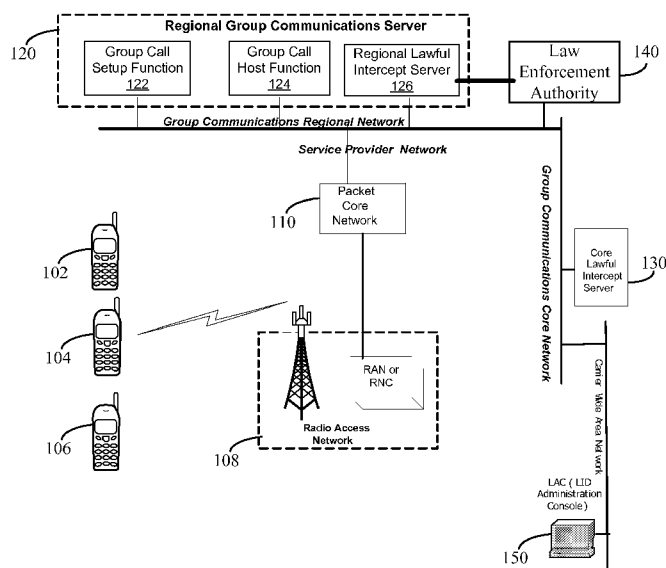 Regional Group Communications Server
120
Group Call
Setup Function
122
Group Call
Host Function
124
Regional Lawful
Intercept Server
126
Law
Enforcement
Authority
140
Group Communications Regional Network
Service Provider Network
110
Packet
Core
Network
Group Communications Core Network
Core
Lawful
Intercept
Server
130
102
104
106
RAN or
RNC
Radio Access
Network
108
Carrier Wide Area Network
LAC ( LID
Administration
Console )
150